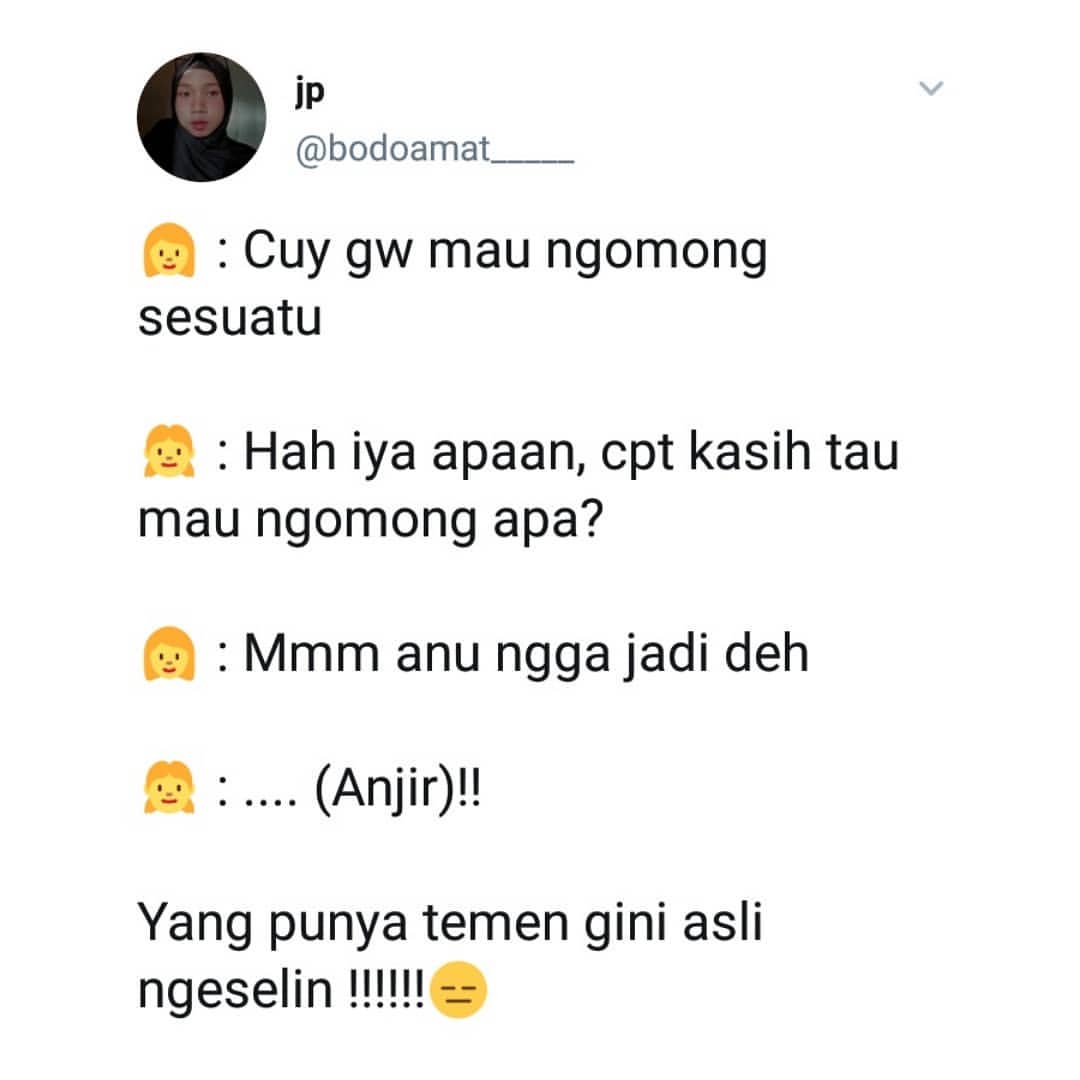 jp
@bodoamat_____
👩 : Cuy gw mau ngomong
sesuatu
👧 : Hah iya apaan, cpt kasih tau
mau ngomong apa?
👩 : Mmm anu ngga jadi deh
👧 : .... (Anjir)!!
Yang punya temen gini asli
ngeselin !!!!!!😑